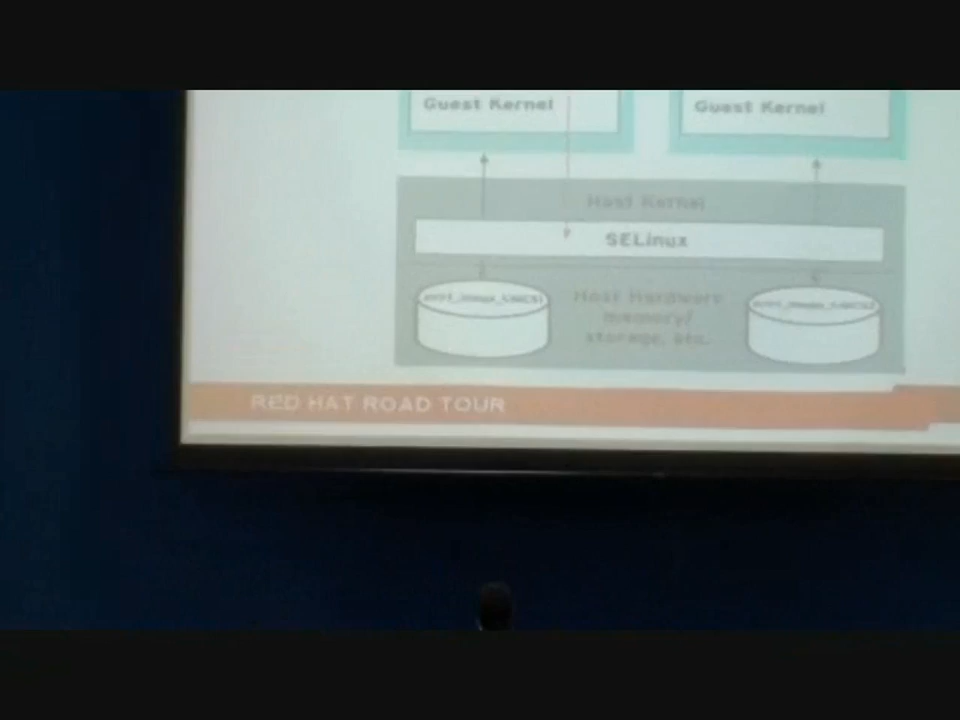 Guest Kernel
Guest Kernel
Host Kernel
SELinux
Host Hardware
memory/
storage, etc.
RED HAT ROAD TOUR